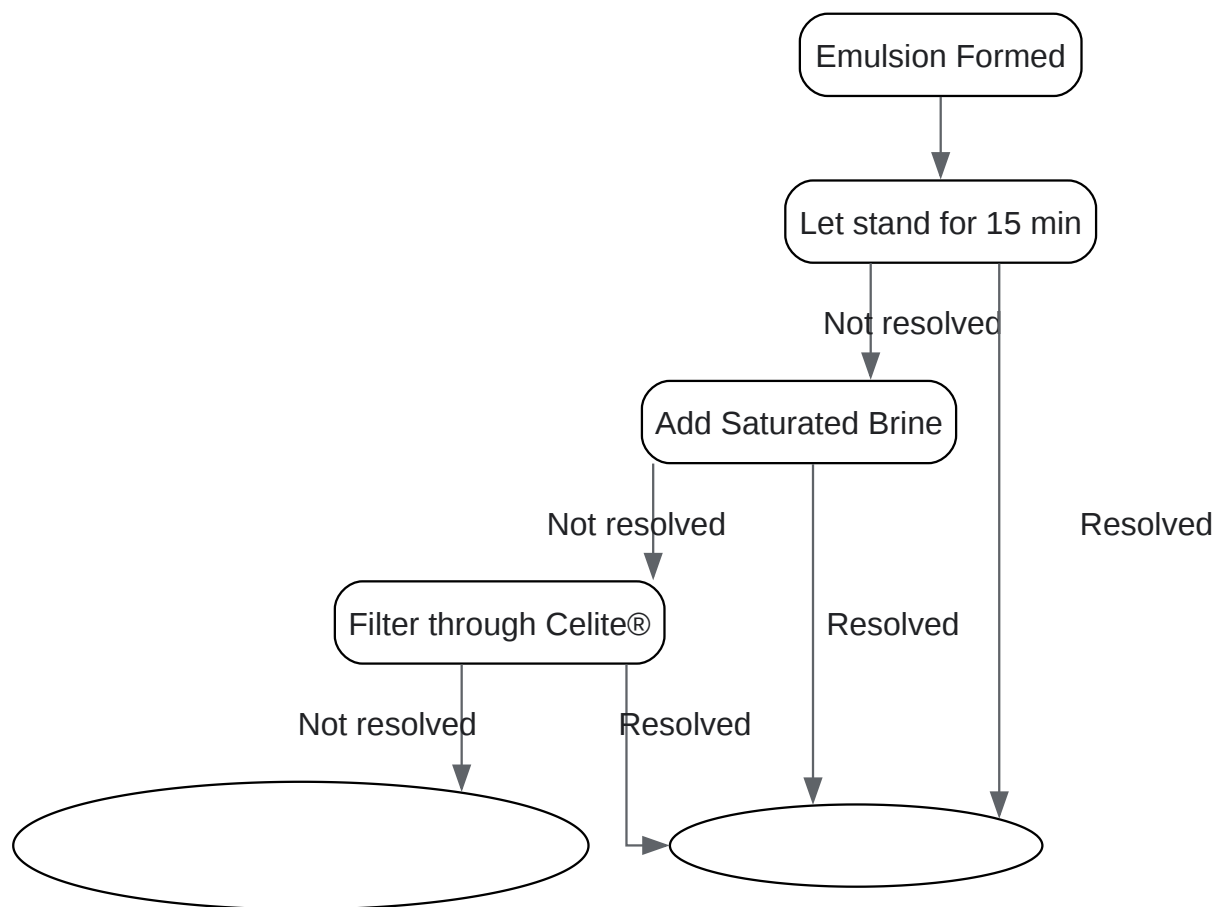 Emulsion Formed
Let stand for 15 min
Not resolved
Add Saturated Brine
Not resolved
Resolved
Filter through Celite®
Resolved
Not resolved
Resolved